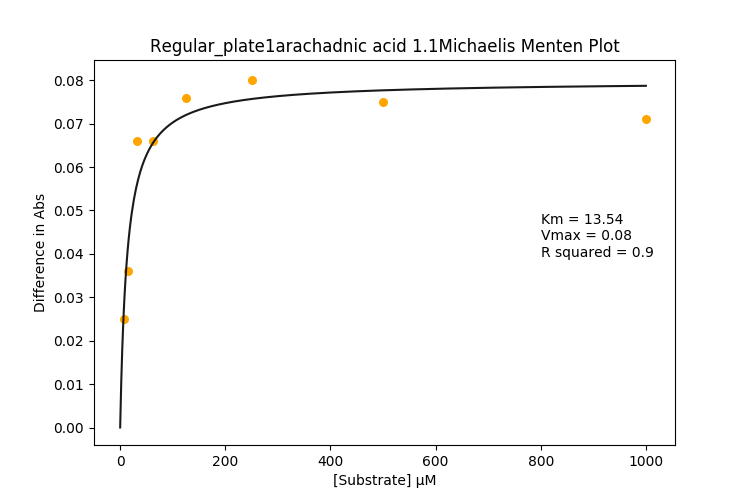 Regular_plate1arachadnic acid 1.1Michaelis Menten Plot
0.08
0.07
0.06
0.05
0.04
0.03
0.02
0.01
0.00
Difference in Abs
Km = 13.54
Vmax = 0.08
R squared = 0.9
0 200 400 600 800 1000
[Substrate] µM